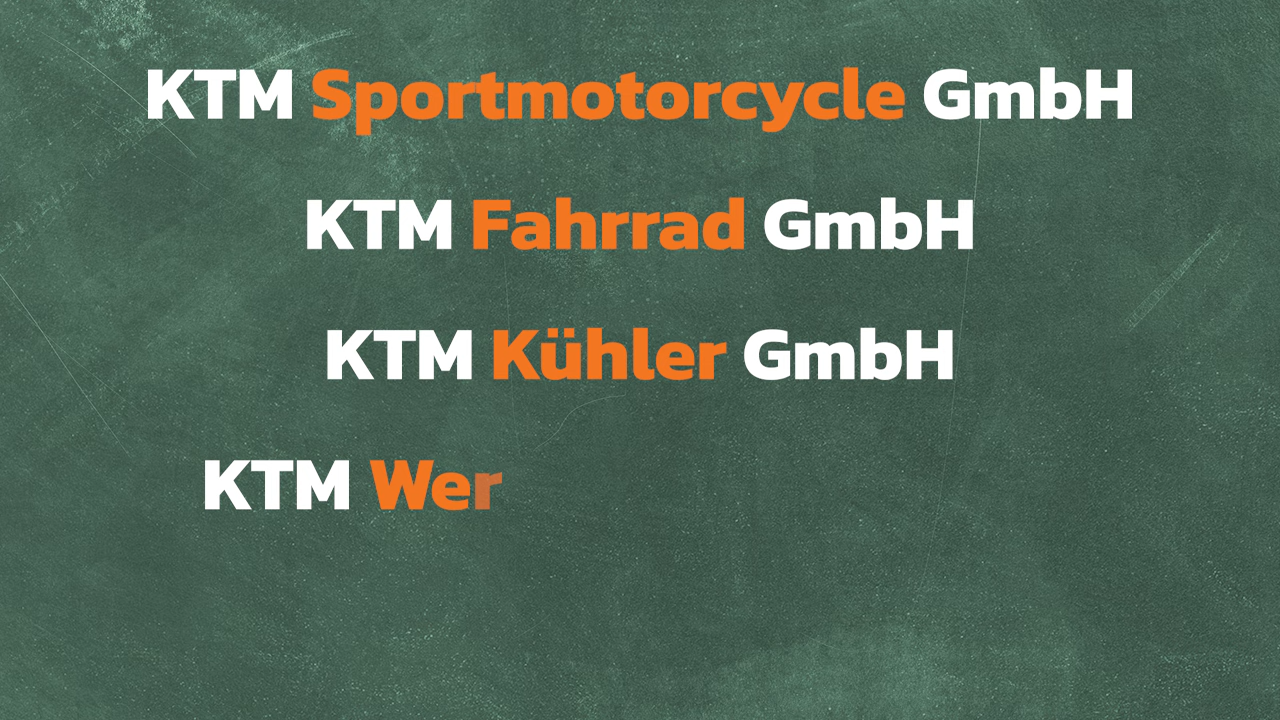 KTM Sportmotorcycle GmbH
KTM Fahrrad GmbH
KTM Kühler GmbH
KTM Wer